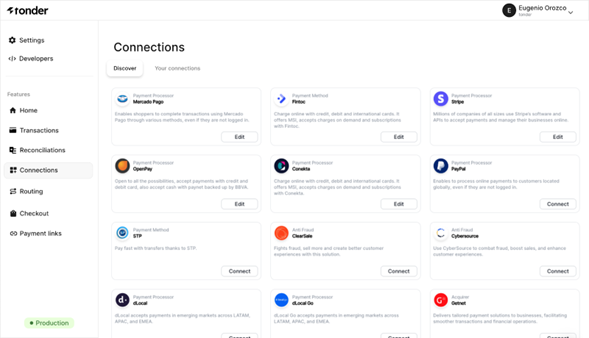 tonder
E
Eugenio Orozco
tonder
Settings
Developers
Features
Home
Transactions
Reconciliations
Connections
Routing
Checkout
Payment links
Production
Connections
Discover
Your connections
Payment Processor
Mercado Pago
Enables shoppers to complete transactions using Mercado
Pago through various methods, even if they are not logged in.
Edit
Payment Method
Fintoc
Charge online with credit, debit and international cards. It
offers MSI, accepts charges on demand and subscriptions
with Fintoc.
Edit
Payment Processor
Stripe
Millions of companies of all sizes use Stripe's software and
APIs to accept payments and manage their businesses online.
Edit
Payment Processor
OpenPay
Open to all the possibilities, accept payments with credit and
debit card, also accept cash with paynet backed up by BBVA.
Edit
Payment Processor
Conekta
Charge online with credit, debit and international cards. It
offers MSI, accepts charges on demand and subscriptions
with Conekta.
Edit
Payment Processor
PayPal
Enables to process online payments to customers located
globally, even if they are not logged in.
Connect
Payment Method
STP
Pay fast with transfers thanks to STP.
Connect
Anti Fraud
ClearSale
Fights fraud, sell more and create better customer
experiences with this solution.
Connect
Anti Fraud
Cybersource
Use CyberSource to combat fraud, boost sales, and enhance
customer experiences.
Connect
Payment Processor
dLocal
dLocal accepts payments in emerging markets across LATAM,
APAC, and EMEA.
Connect
Payment Processor
dLocal Go
dLocal Go accepts payments in emerging markets across
LATAM, APAC, and EMEA.
Connect
Acquirer
Getnet
Delivers tailored payment solutions to businesses, facilitating
smoother transactions and financial operations.
Connect